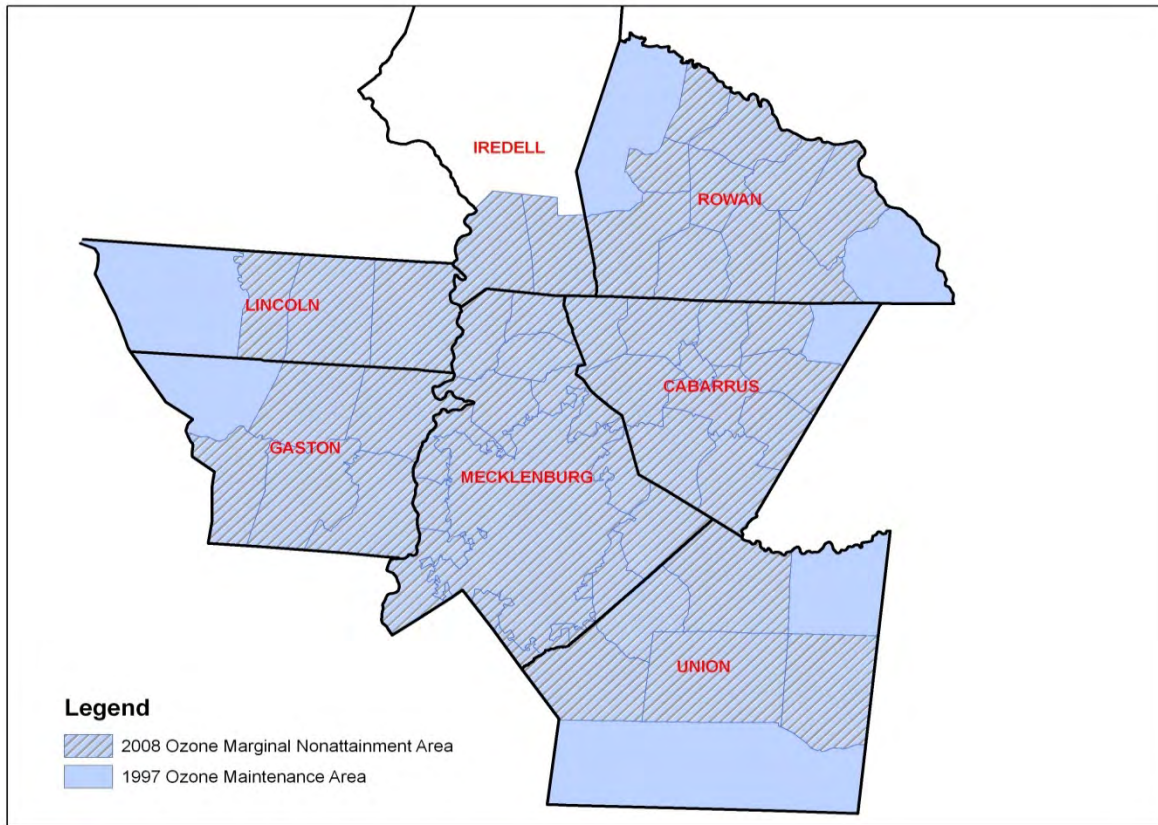 IREDELL
ROWAN
LINCOLN
CABARRUS
GASTON
MECKLENBURG
UNION
Legend
2008 Ozone Marginal Nonattainment Area
1997 Ozone Maintenance Area